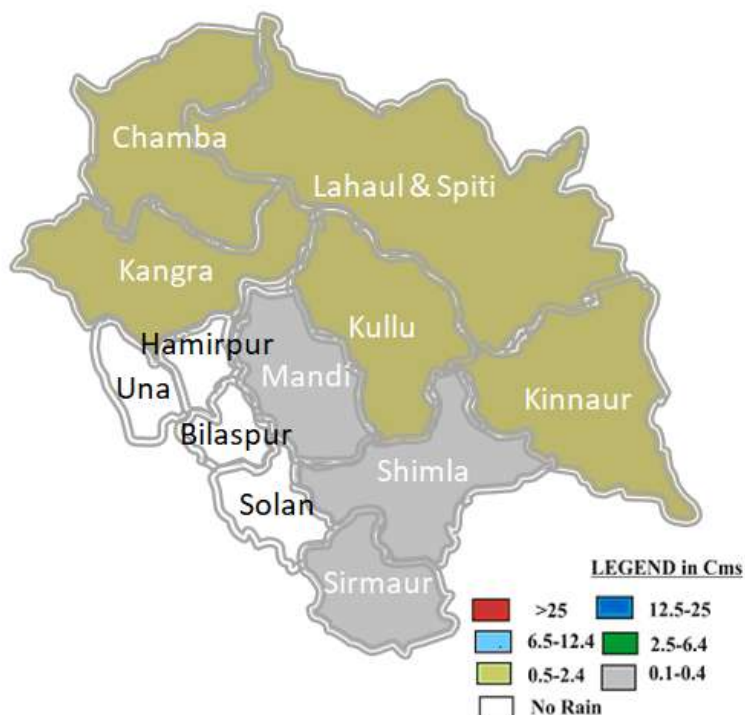 Chamba
Lahaul & Spiti
Kangra
Kullu
Hamirpur
Mandi
Una
Kinnaur
Bilaspur
Shimla
Solan
Sirmaur
LEGEND in Cms
>25 12.5-25
6.5-12.4 2.5-6.4
0.5-2.4 0.1-0.4
No Rain